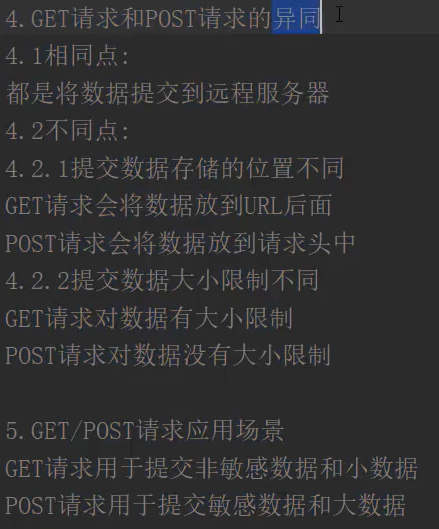 4.GET请求和POST请求的异同
4.1相同点:
都是将数据提交到远程服务器
4.2不同点:
4.2.1提交数据存储的位置不同
GET请求会将数据放到URL后面
POST请求会将数据放到请求头中
4.2.2提交数据大小限制不同
GET请求对数据有大小限制
POST请求对数据没有大小限制
5.GET/POST请求应用场景
GET请求用于提交非敏感数据和小数据
POST请求用于提交敏感数据和大数据